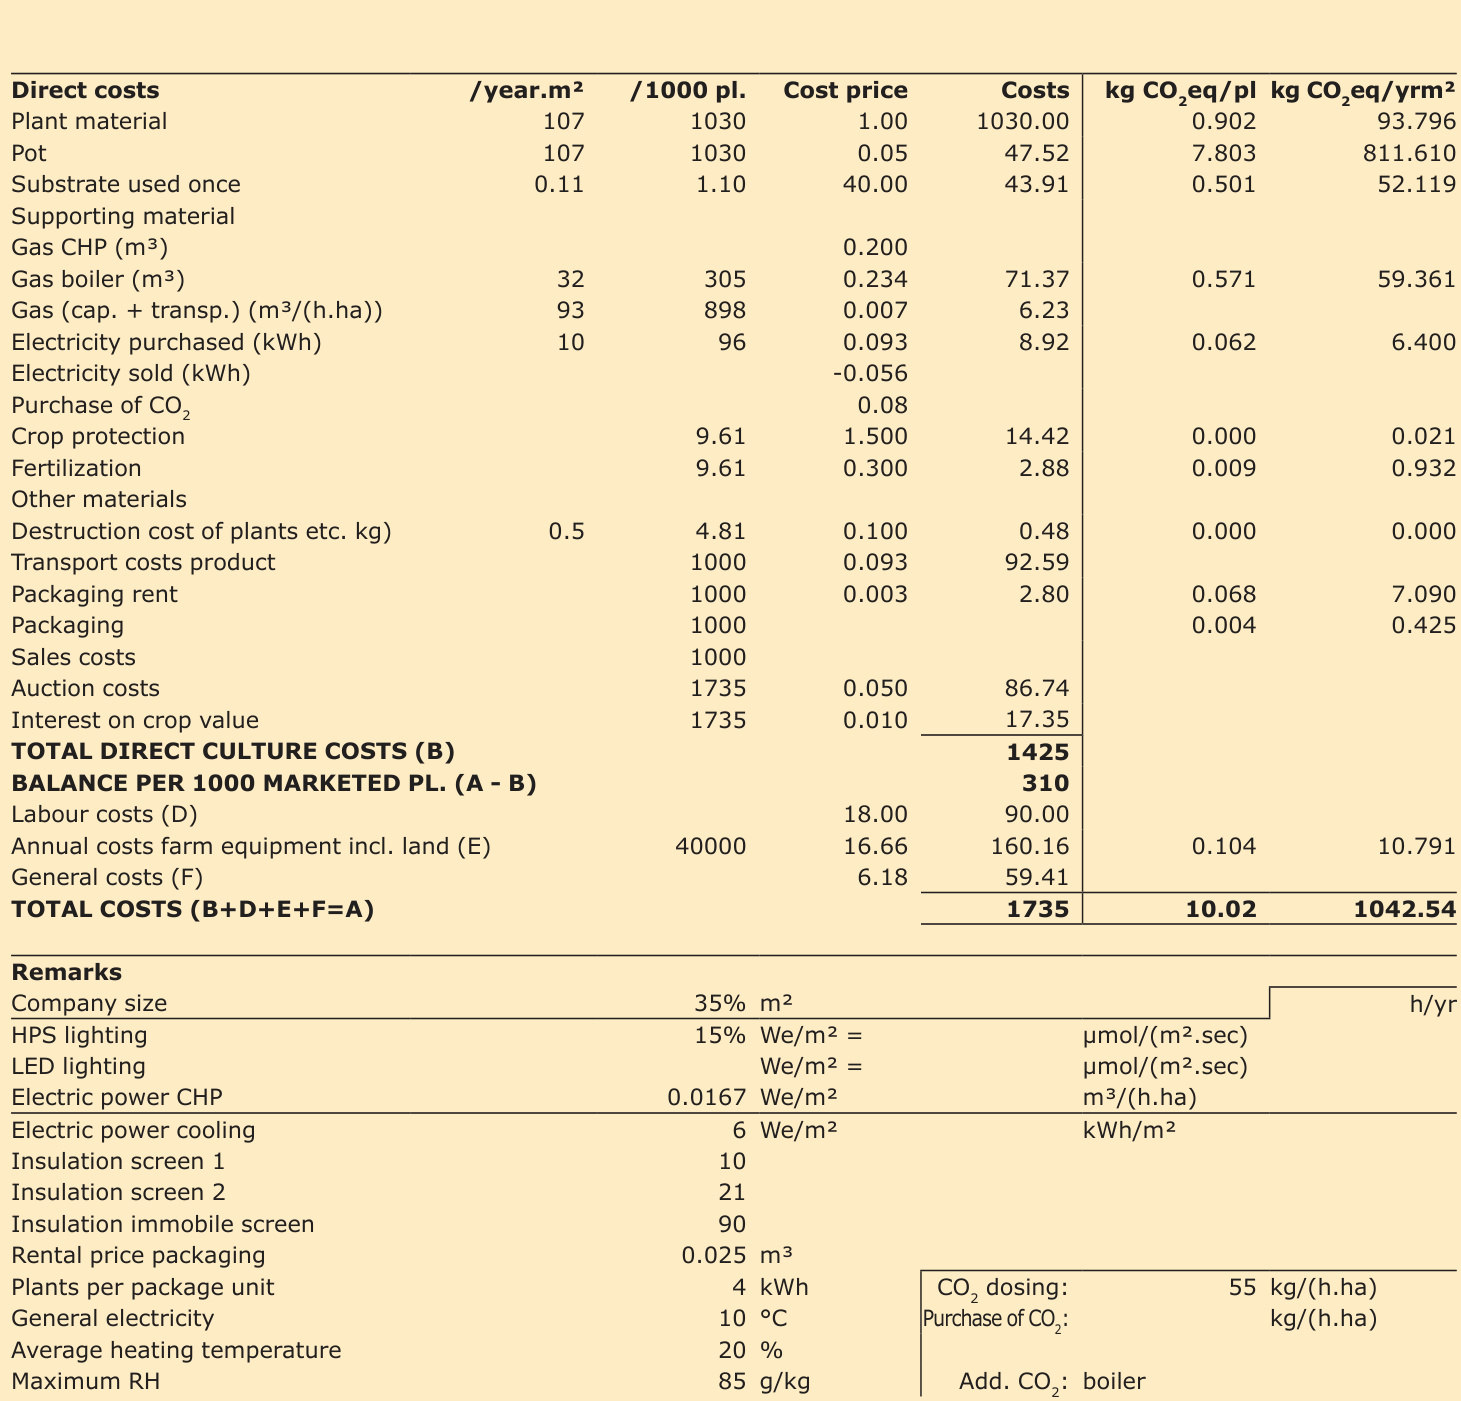 Direct costs /year.m² /1000 pl. Cost price Costs kg CO₂eq/pl kg CO₂eq/yrm²
Plant material 107 1030 1.00 1030.00 0.902 93.796
Pot 107 1030 0.05 47.52 7.803 811.610
Substrate used once 0.11 1.10 40.00 43.91 0.501 52.119
Supporting material
Gas CHP (m³) 0.200
Gas boiler (m³) 32 305 0.234 71.37 0.571 59.361
Gas (cap. + transp.) (m³/(h.ha)) 93 898 0.007 6.23
Electricity purchased (kWh) 10 96 0.093 8.92 0.062 6.400
Electricity sold (kWh) -0.056
Purchase of CO₂ 0.08
Crop protection 9.61 1.500 14.42 0.000 0.021
Fertilization 9.61 0.300 2.88 0.009 0.932
Other materials
Destruction cost of plants etc. kg) 0.5 4.81 0.100 0.48 0.000 0.000
Transport costs product 1000 0.093 92.59
Packaging rent 1000 0.003 2.80 0.068 7.090
Packaging 1000 0.004 0.425
Sales costs 1000
Auction costs 1735 0.050 86.74
Interest on crop value 1735 0.010 17.35
TOTAL DIRECT CULTURE COSTS (B) 1425
BALANCE PER 1000 MARKETED PL. (A - B) 310
Labour costs (D) 18.00 90.00
Annual costs farm equipment incl. land (E) 40000 16.66 160.16 0.104 10.791
General costs (F) 6.18 59.41
TOTAL COSTS (B+D+E+F=A) 1735 10.02 1042.54
Remarks
Company size 35% m² h/yr
HPS lighting 15% We/m² = µmol/(m².sec)
LED lighting We/m² = µmol/(m².sec)
Electric power CHP 0.0167 We/m² m³/(h.ha)
Electric power cooling 6 We/m² kWh/m²
Insulation screen 1 10
Insulation screen 2 21
Insulation immobile screen 90
Rental price packaging 0.025 m³
Plants per package unit 4 kWh CO₂ dosing: 55 kg/(h.ha)
General electricity 10 °C Purchase of CO₂: kg/(h.ha)
Average heating temperature 20 %
Maximum RH 85 g/kg Add. CO₂: boiler